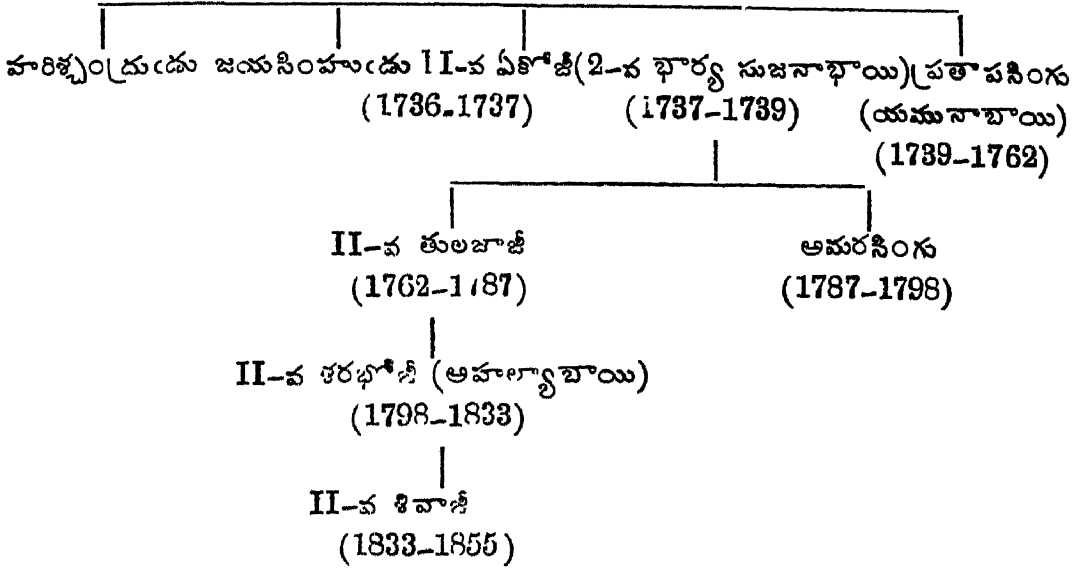 హరిశ్చంద్రుఁడు జయసింహుఁడు II-వ ఏకోజీ(2-వ భార్య సుజనాభాయి) ప్రతాపసింగు
(1736-1737) (1737-1739) (యమునాబాయి)
(1739-1762)
II-వ తులజాజీ అమరసింగు
(1762-1787) (1787-1798)
II-వ శరభోజీ (ఆహల్యాబాయి)
(1798-1833)
II-వ శివాజీ
(1833-1855)